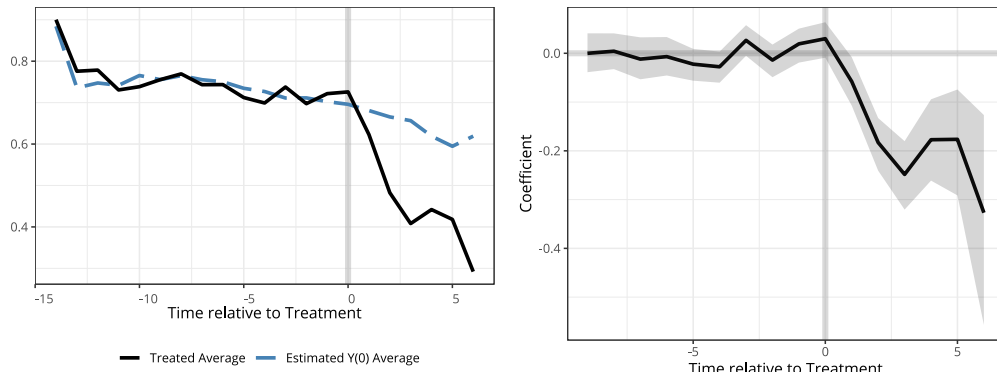 0.8
0.6
0.4
-15
-10
-5
0
5
Time relative to Treatment
Treated Average
Estimated Y(0) Average
Coefficient
0.0
-0.2
-0.4
-5
0
5
Time relative to Treatment